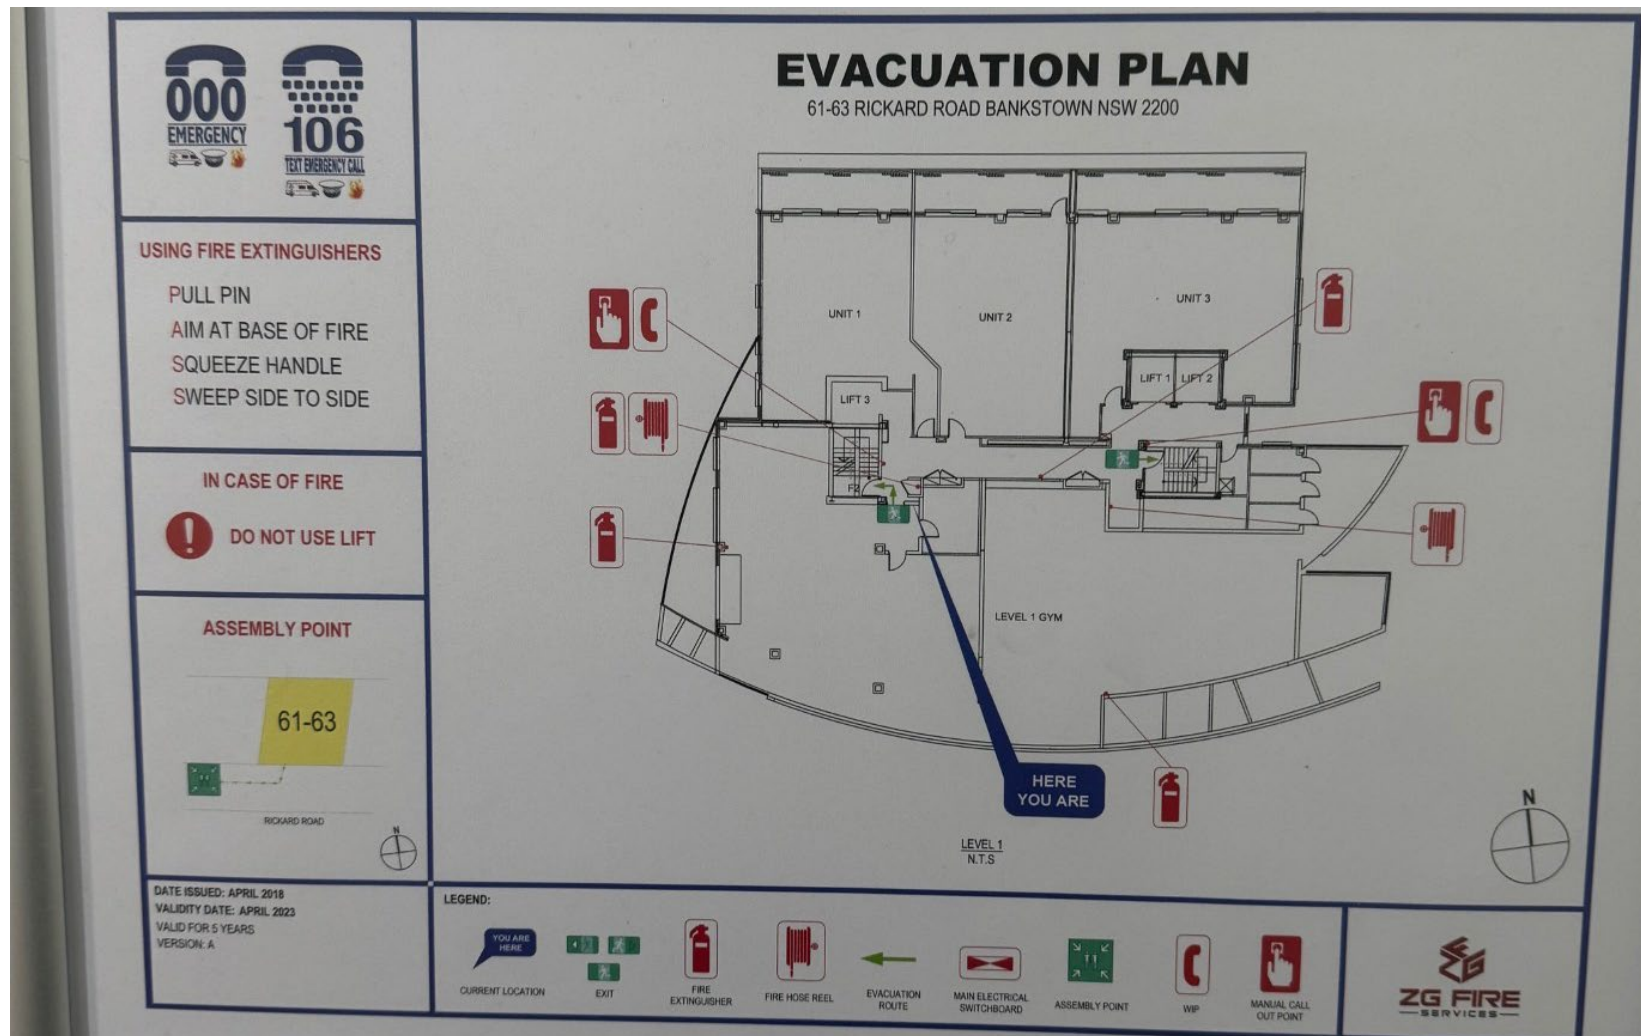 000
EMERGENCY
106
TEXT EMERGENCY CALL
USING FIRE EXTINGUISHERS
PULL PIN
AIM AT BASE OF FIRE
SQUEEZE HANDLE
SWEEP SIDE TO SIDE
IN CASE OF FIRE
!
DO NOT USE LIFT
ASSEMBLY POINT
61-63
RICKARD ROAD
N
DATE ISSUED: APRIL 2018
VALIDITY DATE: APRIL 2023
VALID FOR 5 YEARS
VERSION: A
EVACUATION PLAN
61-63 RICKARD ROAD BANKSTOWN NSW 2200
UNIT 1
UNIT 2
UNIT 3
LIFT 1
LIFT 2
LIFT 3
LEVEL 1 GYM
HERE
YOU ARE
LEVEL 1
N.T.S
N
LEGEND:
YOU ARE
HERE
CURRENT LOCATION
EXIT
FIRE
EXTINGUISHER
FIRE HOSE REEL
EVACUATION
ROUTE
MAIN ELECTRICAL
SWITCHBOARD
ASSEMBLY POINT
WIP
MANUAL CALL
OUT POINT
ZG FIRE
SERVICES